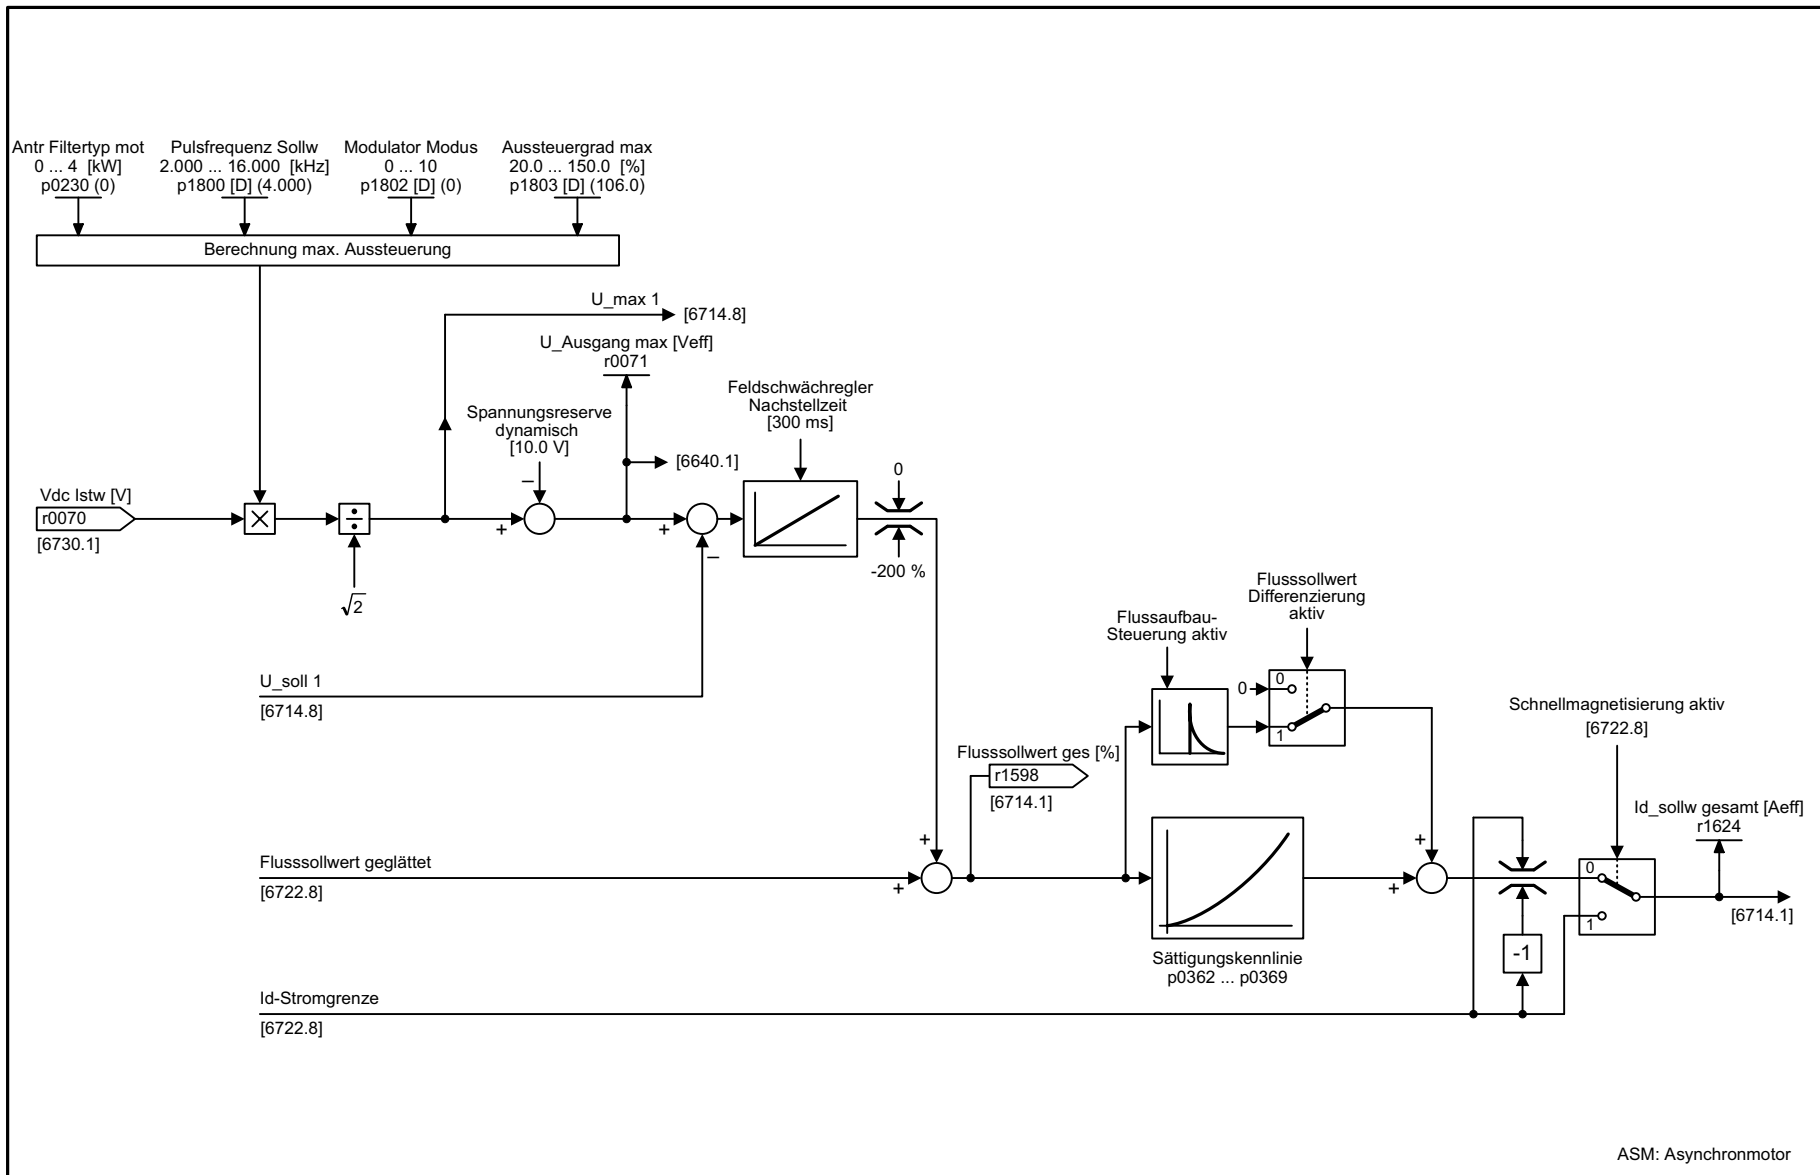 Antr Filtertyp mot
0 ... 4 [kW]
p0230 (0)
Pulsfrequenz Sollw
2.000 ... 16.000 [kHz]
p1800 [D] (4.000)
Modulator Modus
0 ... 10
p1802 [D] (0)
Aussteuergrad max
20.0 ... 150.0 [%]
p1803 [D] (106.0)
Berechnung max. Aussteuerung
U_max 1
[6714.8]
U_Ausgang max [Veff]
r0071
Spannungsreserve
dynamisch
[10.0 V]
–
[6640.1]
Feldschwächregler
Nachstellzeit
[300 ms]
0
-200 %
Vdc Istw [V]
r0070
[6730.1]
×
÷
√2
+
+
–
U_soll 1
[6714.8]
Flussaufbau-
Steuerung aktiv
Flusssollwert
Differenzierung
aktiv
0
0
1
Schnellmagnetisierung aktiv
[6722.8]
Flusssollwert ges [%]
r1598
[6714.1]
Id_sollw gesamt [Aeff]
r1624
+
+
Flusssollwert geglättet
[6722.8]
+
+
0
1
[6714.1]
-1
Sättigungskennlinie
p0362 ... p0369
Id-Stromgrenze
[6722.8]
ASM: Asynchronmotor